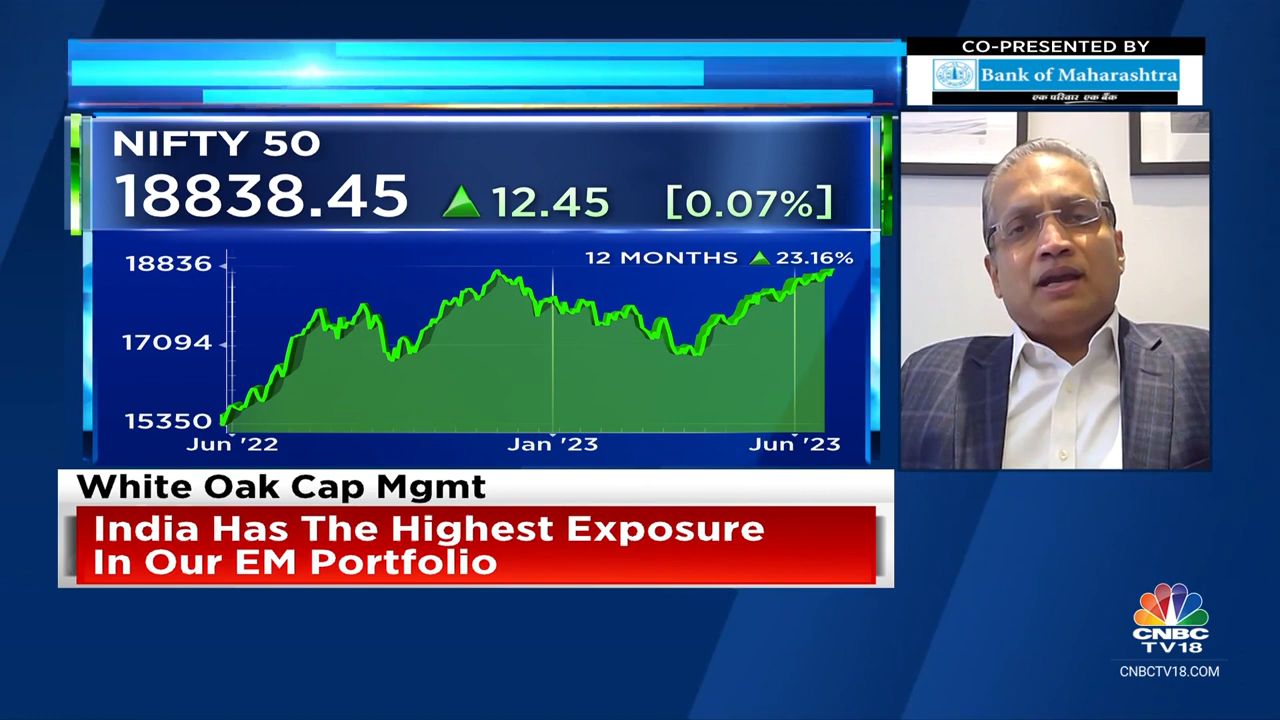 CO-PRESENTED BY
Bank of Maharashtra
एक परिवार एक बैंक
NIFTY 50
18838.45 12.45 [0.07%]
12 MONTHS 23.16%
18836
17094
15350
Jun '22 Jan '23 Jun '23
White Oak Cap Mgmt
India Has The Highest Exposure
In Our EM Portfolio
CNBC
TV18
CNBCTV18.COM